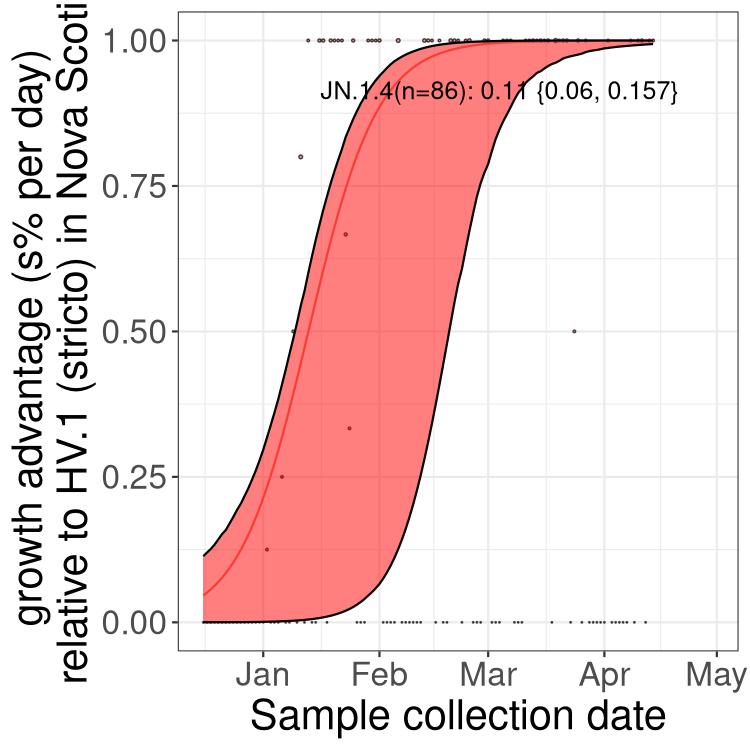 growth advantage (s% per day)
relative to HV.1 (stricto) in Nova Scoti
1.00
0.75
0.50
0.25
0.00
JN.1.4(n=86): 0.11 {0.06, 0.157}
Jan Feb Mar Apr May
Sample collection date